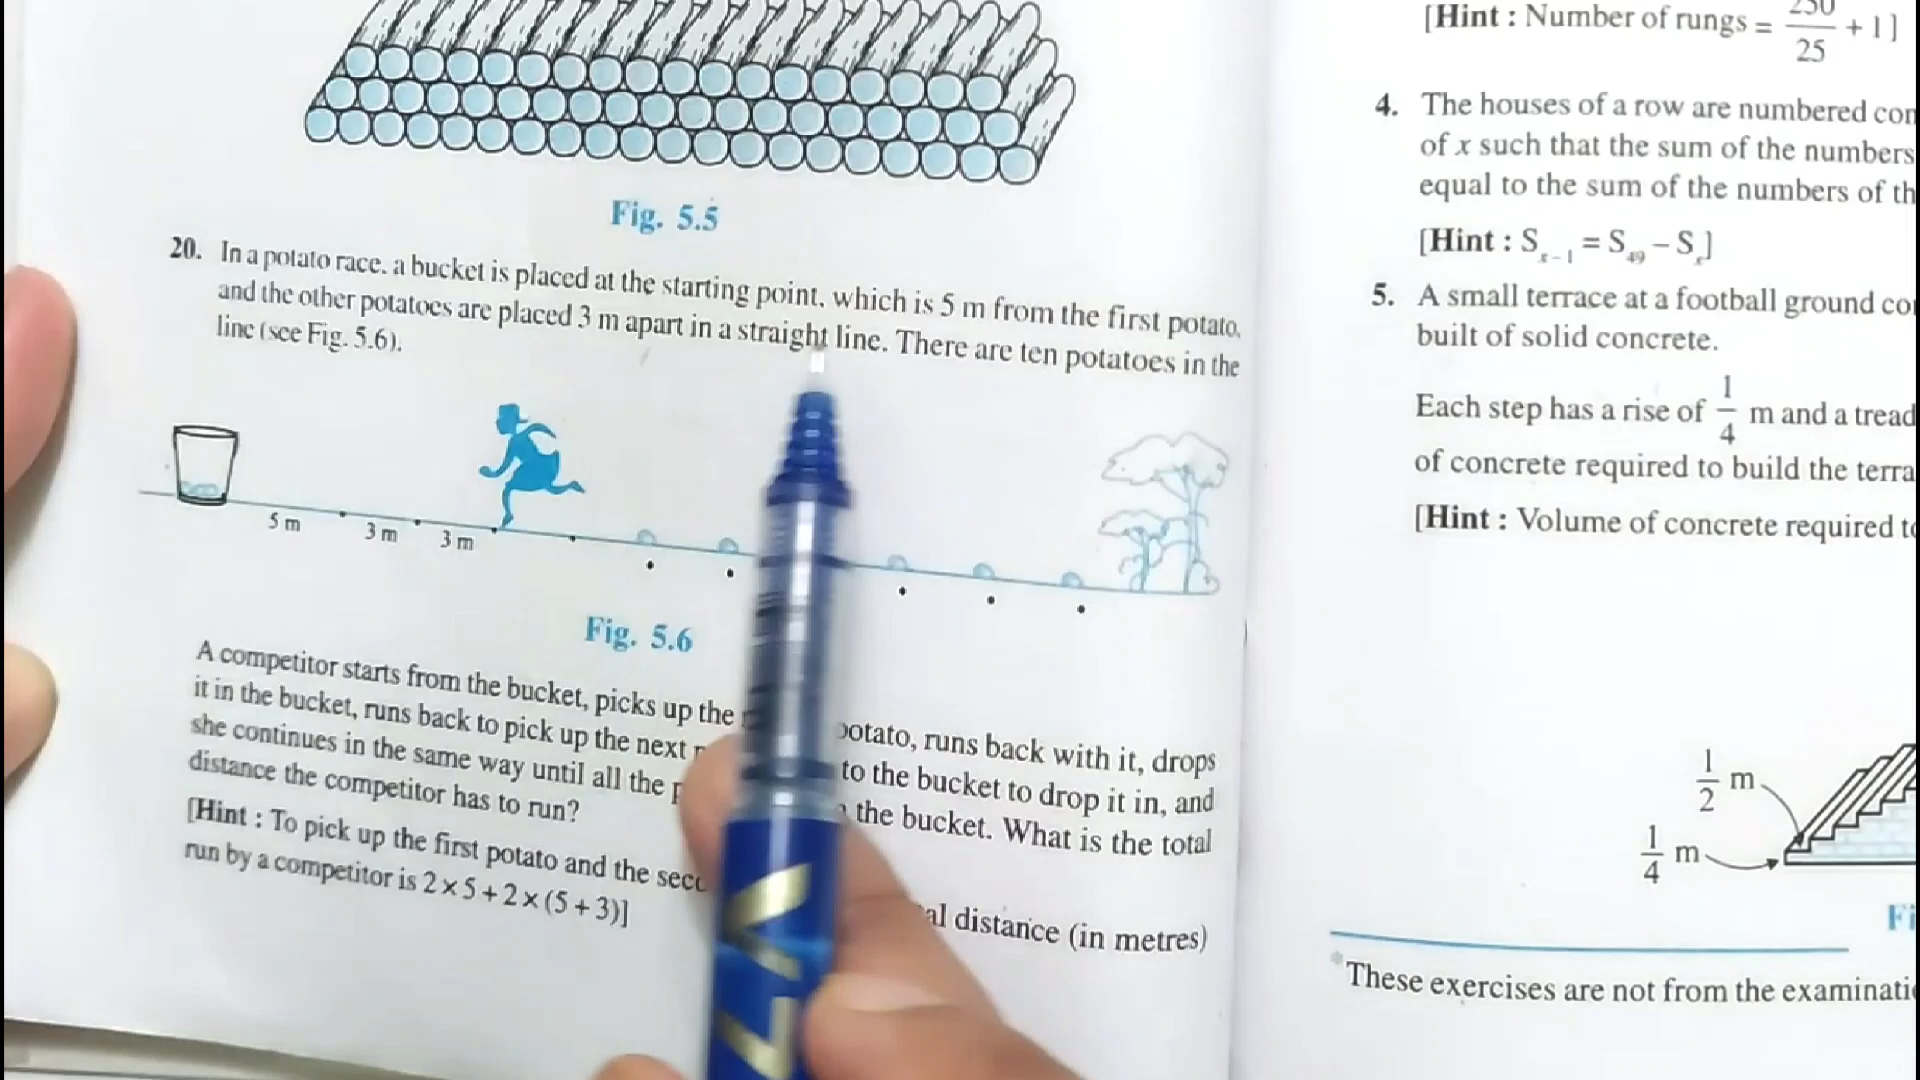 Fig. 5.5
20. In a potato race, a bucket is placed at the starting point, which is 5 m from the first potato,
and the other potatoes are placed 3 m apart in a straight line. There are ten potatoes in the
line (see Fig. 5.6).
5 m
3 m
3 m
Fig. 5.6
A competitor starts from the bucket, picks up the potato, runs back with it, drops
it in the bucket, runs back to pick up the next to the bucket to drop it in, and
she continues in the same way until all the the bucket. What is the total
distance the competitor has to run?
[Hint : To pick up the first potato and the distance (in metres)
run by a competitor is 2 × 5 + 2 × (5 + 3)]
[Hint : Number of rungs = 250/25 + 1]
4. The houses of a row are numbered
of x such that the sum of the numbers
equal to the sum of the numbers of
[Hint : Sx – 1 = S49 – Sx]
5. A small terrace at a football ground
built of solid concrete.
Each step has a rise of 1/4 m and a tread
of concrete required to build the
[Hint : Volume of concrete required
1/2 m
1/4 m
*These exercises are not from the